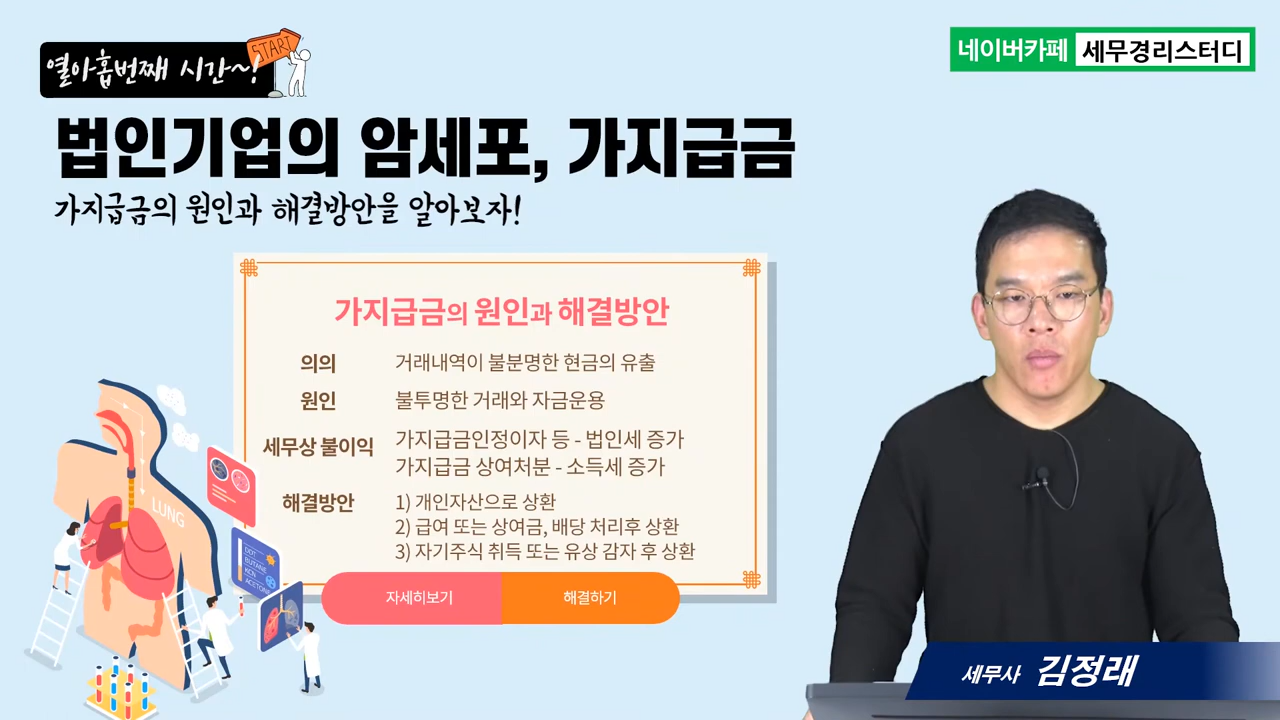 열아홉번째 시간~!
START
네이버카페 세무경리스터디
법인기업의 암세포, 가지급금
가지급금의 원인과 해결방안을 알아보자!
가지급금의 원인과 해결방안
의의 거래내역이 불분명한 현금의 유출
원인 불투명한 거래와 자금운용
세무상 불이익 가지급금인정이자 등 - 법인세 증가
가지급금 상여처분 - 소득세 증가
해결방안 1) 개인자산으로 상환
2) 급여 또는 상여금, 배당 처리후 상환
3) 자기주식 취득 또는 유상 감자 후 상환
자세히보기 해결하기
LUNG
DDT
BUTANE
KCN
ACETONE
세무사 김정래